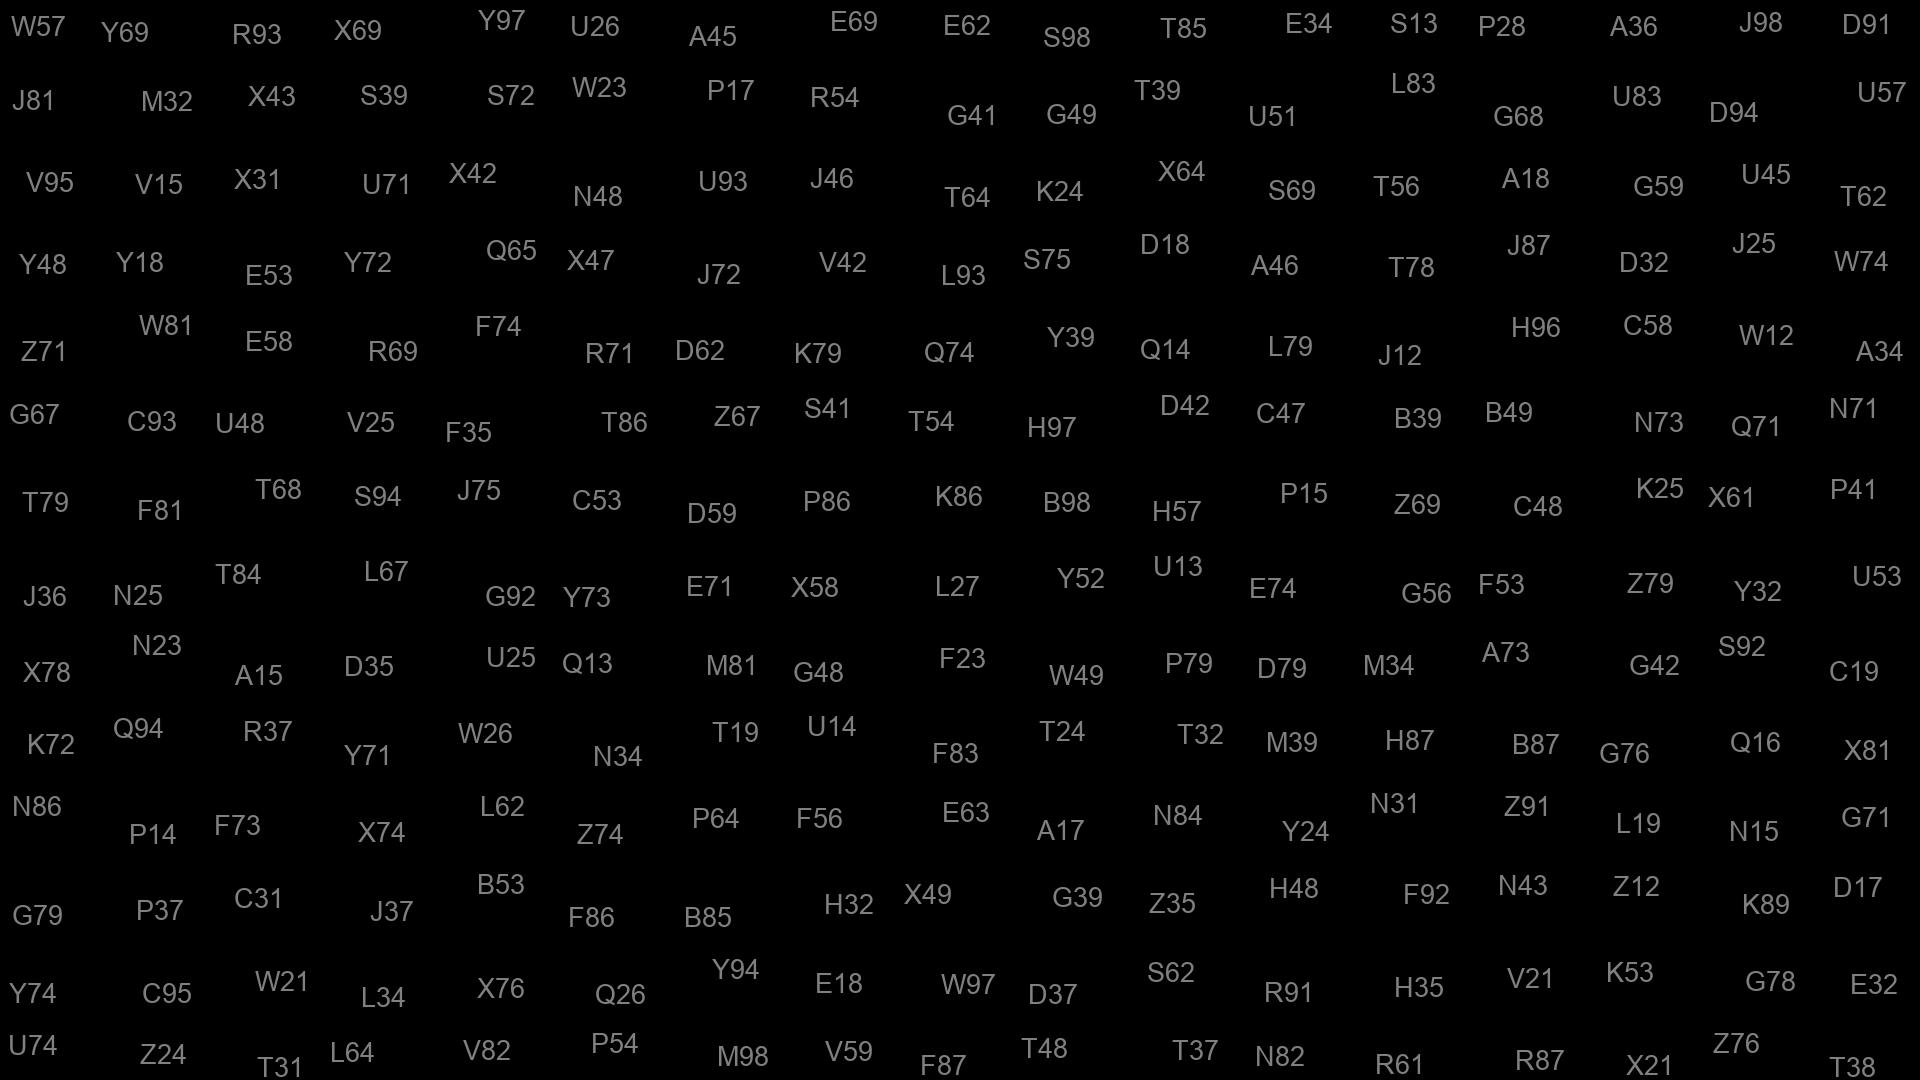 W57 Y69 R93 X69 Y97 U26 A45 E69 E62 S98 T85 E34 S13 P28 A36 J98 D91
J81 M32 X43 S39 S72 W23 P17 R54 G41 G49 T39 U51 L83 G68 U83 D94 U57
V95 V15 X31 U71 X42 N48 U93 J46 T64 K24 X64 S69 T56 A18 G59 U45 T62
Y48 Y18 E53 Y72 Q65 X47 J72 V42 L93 S75 D18 A46 T78 J87 D32 J25 W74
Z71 W81 E58 R69 F74 R71 D62 K79 Q74 Y39 Q14 L79 J12 H96 C58 W12 A34
G67 C93 U48 V25 F35 T86 Z67 S41 T54 H97 D42 C47 B39 B49 N73 Q71 N71
T79 F81 T68 S94 J75 C53 D59 P86 K86 B98 H57 P15 Z69 C48 K25 X61 P41
J36 N25 T84 L67 G92 Y73 E71 X58 L27 Y52 U13 E74 G56 F53 Z79 Y32 U53
X78 N23 A15 D35 U25 Q13 M81 G48 F23 W49 P79 D79 M34 A73 G42 S92 C19
K72 Q94 R37 Y71 W26 N34 T19 U14 F83 T24 T32 M39 H87 B87 G76 Q16 X81
N86 P14 F73 X74 L62 Z74 P64 F56 E63 A17 N84 Y24 N31 Z91 L19 N15 G71
G79 P37 C31 J37 B53 F86 B85 H32 X49 G39 Z35 H48 F92 N43 Z12 K89 D17
Y74 C95 W21 L34 X76 Q26 Y94 E18 W97 D37 S62 R91 H35 V21 K53 G78 E32
U74 Z24 T31 L64 V82 P54 M98 V59 F87 T48 T37 N82 R61 R87 X21 Z76 T38